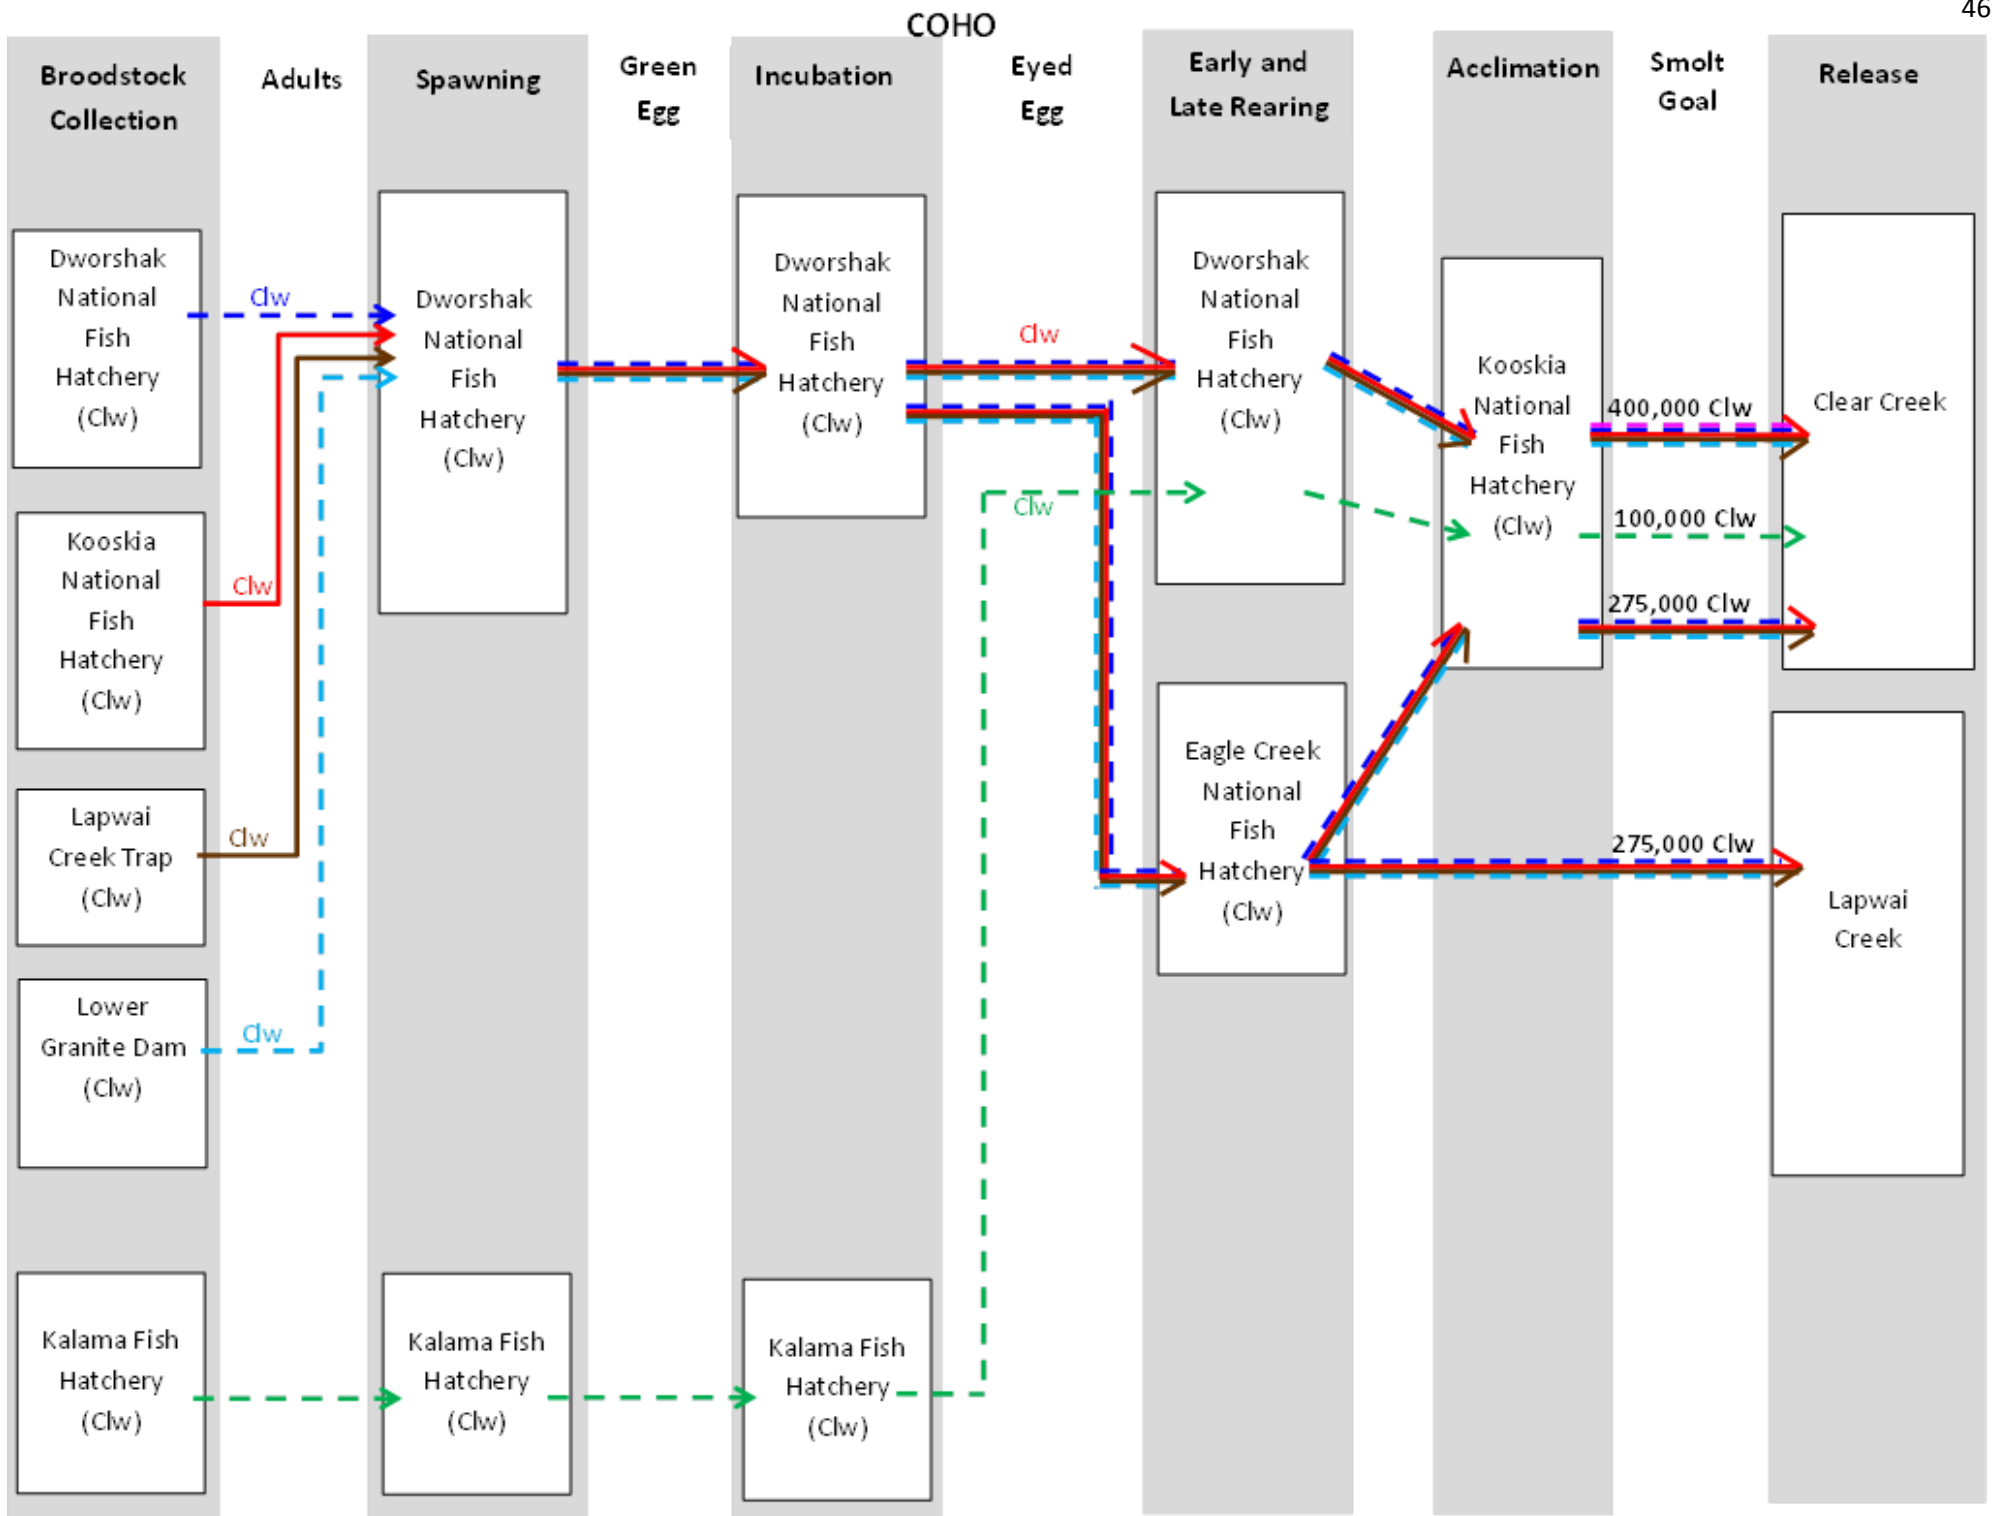 46
COHO
Broodstock
Collection
Adults
Spawning
Green
Egg
Incubation
Eyed
Egg
Early and
Late Rearing
Acclimation
Smolt
Goal
Release
Dworshak
National
Fish
Hatchery
(Clw)
Kooskia
National
Fish
Hatchery
(Clw)
Lapwai
Creek Trap
(Clw)
Lower
Granite Dam
(Clw)
Kalama Fish
Hatchery
(Clw)
Clw
Clw
Clw
Clw
Dworshak
National
Fish
Hatchery
(Clw)
Kalama Fish
Hatchery
(Clw)
Dworshak
National
Fish
Hatchery
(Clw)
Kalama Fish
Hatchery
(Clw)
Clw
Clw
Dworshak
National
Fish
Hatchery
(Clw)
Eagle Creek
National
Fish
Hatchery
(Clw)
Kooskia
National
Fish
Hatchery
(Clw)
400,000 Clw
100,000 Clw
275,000 Clw
275,000 Clw
Clear Creek
Lapwai
Creek